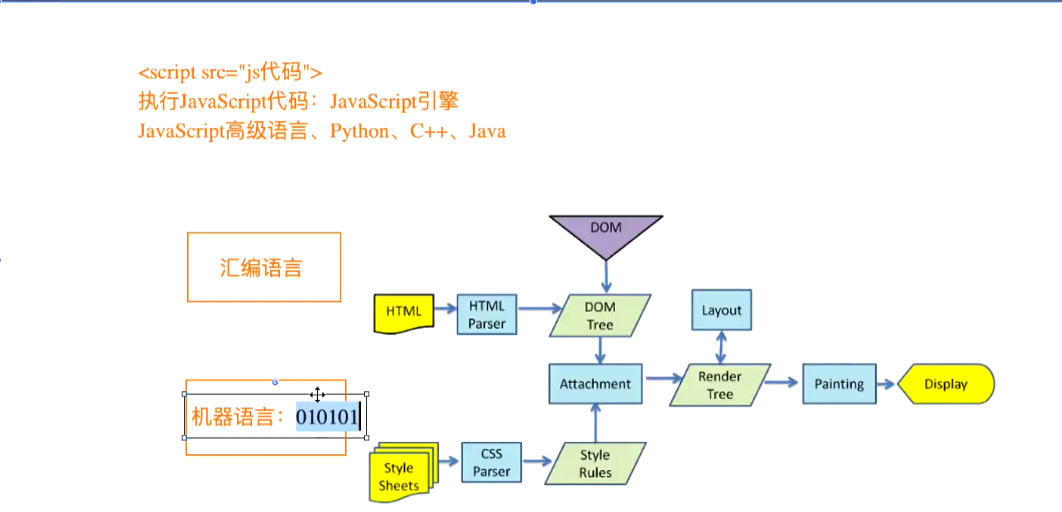 <script src="js代码">
执行JavaScript代码：JavaScript引擎
JavaScript高级语言、Python、C++、Java
DOM
汇编语言
HTML
HTML
Parser
DOM
Tree
Layout
Attachment
Render
Tree
Painting
Display
机器语言：010101
Style
Sheets
CSS
Parser
Style
Rules